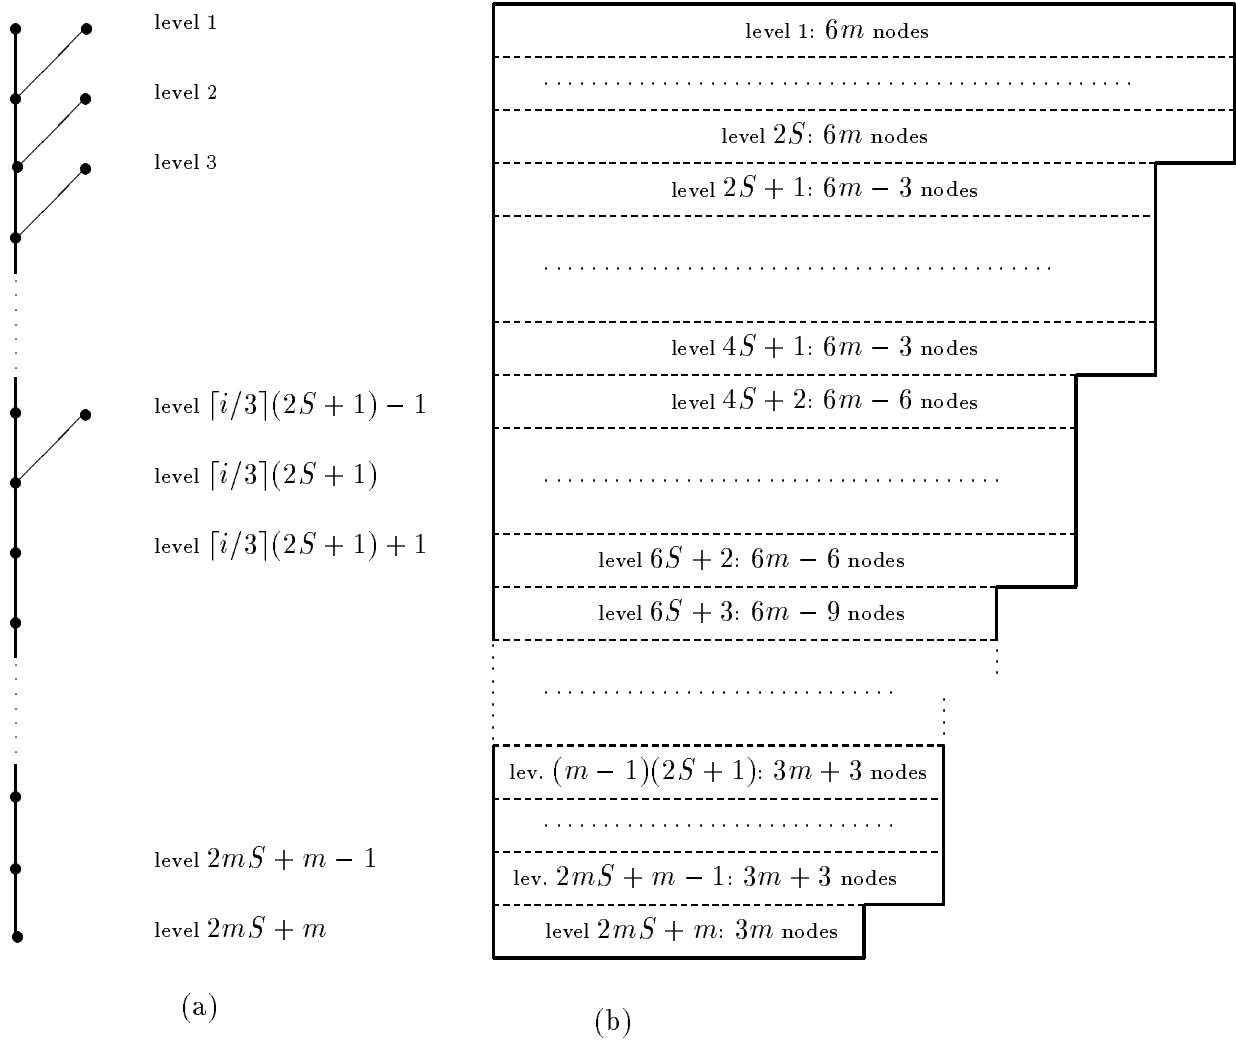 level 1
level 2
level 3
level ⌈i/3⌉(2S + 1) − 1
level ⌈i/3⌉(2S + 1)
level ⌈i/3⌉(2S + 1) + 1
level 2mS + m − 1
level 2mS + m
(a)
level 1: 6m nodes
level 2S: 6m nodes
level 2S + 1: 6m − 3 nodes
level 4S + 1: 6m − 3 nodes
level 4S + 2: 6m − 6 nodes
level 6S + 2: 6m − 6 nodes
level 6S + 3: 6m − 9 nodes
lev. (m − 1)(2S + 1): 3m + 3 nodes
lev. 2mS + m − 1: 3m + 3 nodes
level 2mS + m: 3m nodes
(b)